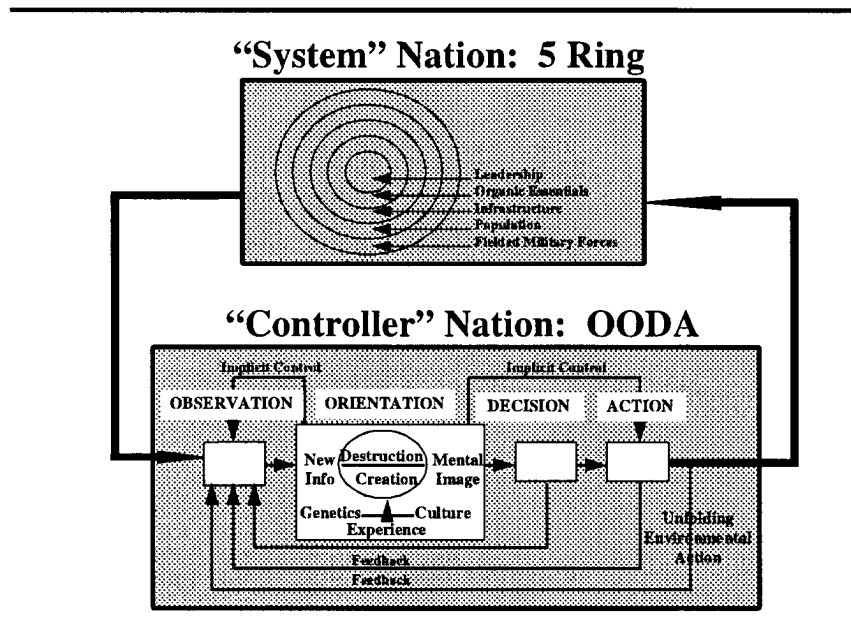 “System” Nation: 5 Ring
Leadership
Organic Essentials
Infrastructure
Population
Fielded Military Forces
“Controller” Nation: OODA
Implicit Control
Implicit Control
OBSERVATION
ORIENTATION
DECISION
ACTION
New
Info
Destruction
Creation
Mental
Image
Genetics
Culture
Experience
Unfolding
Environmental
Action
Feedback
Feedback